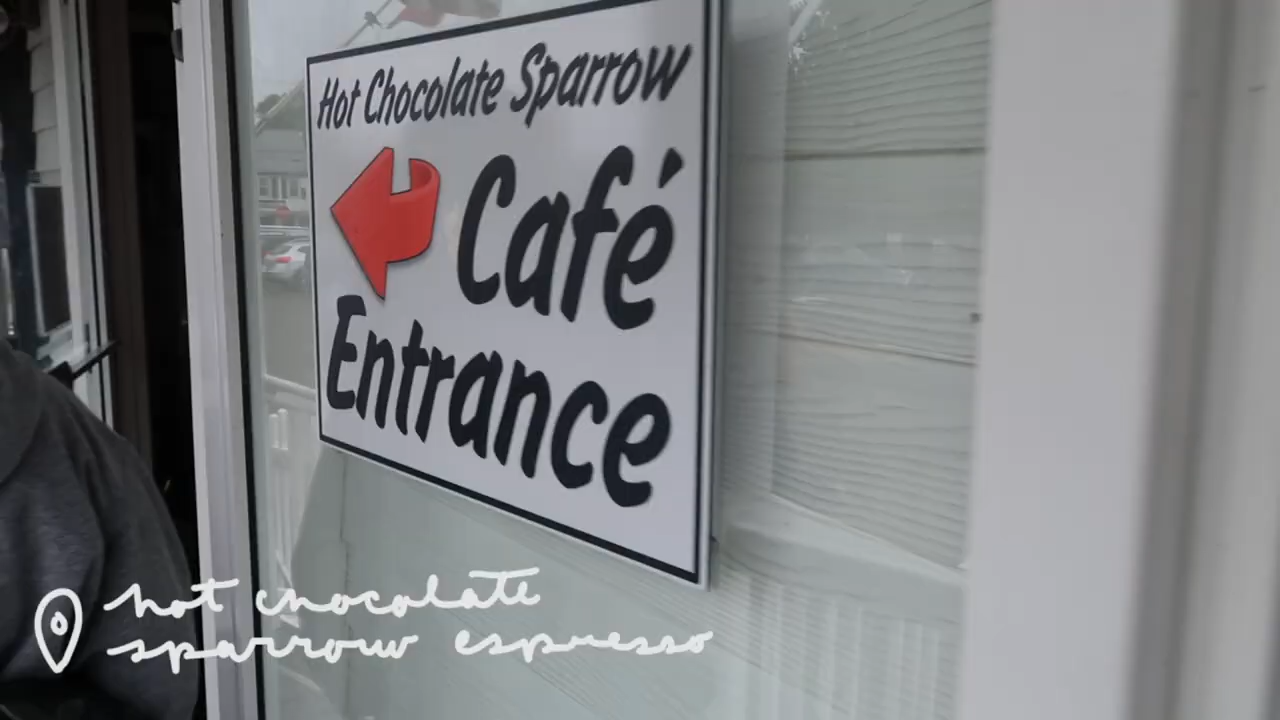 Hot Chocolate Sparrow
Café
Entrance
hot chocolate
sparrow espresso